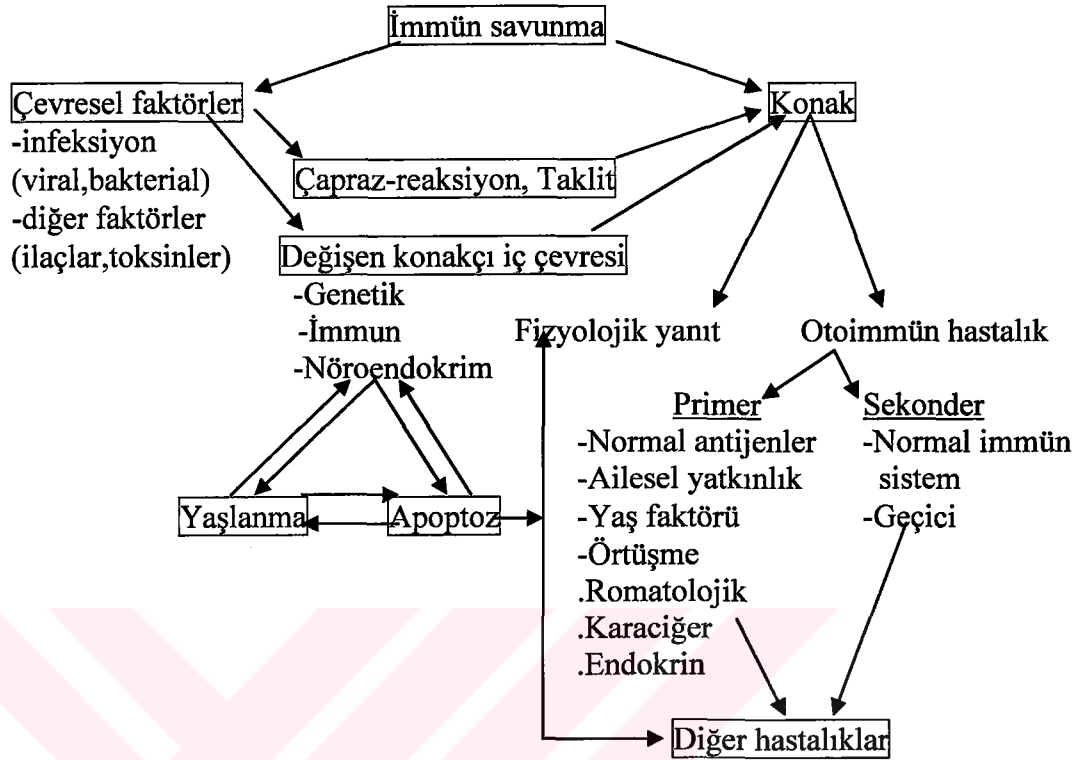 İmmün savunma
Çevresel faktörler
-infeksiyon
(viral,bakterial)
-diğer faktörler
(ilaçlar,toksinler)
Konak
Çapraz-reaksiyon, Taklit
Değişen konakçı iç çevresi
-Genetik
-İmmun
-Nöroendokrim
Yaşlanma
Apoptoz
Fizyolojik yanıt
Otoimmün hastalık
Primer
-Normal antijenler
-Ailesel yatkınlık
-Yaş faktörü
-Örtüşme
.Romatolojik
.Karaciğer
.Endokrin
Sekonder
-Normal immün
sistem
-Geçici
Diğer hastalıklar